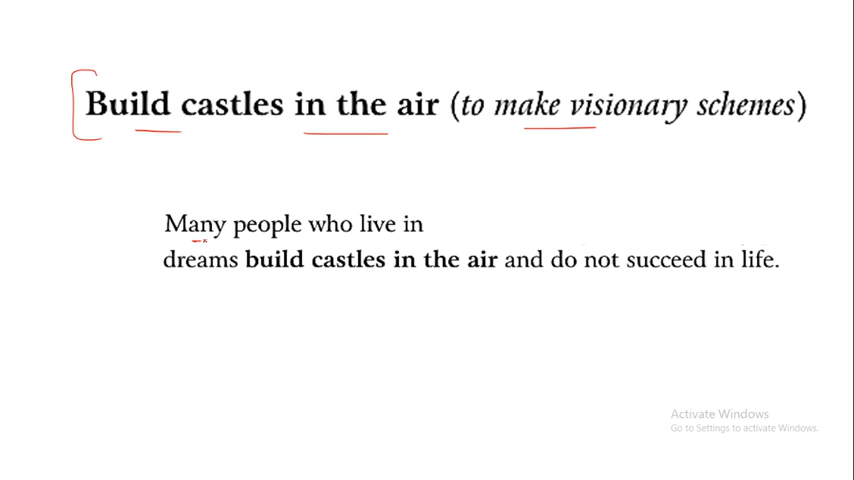 Build castles in the air (to make visionary schemes)
Many people who live in
dreams build castles in the air and do not succeed in life.
Activate Windows
Go to Settings to activate Windows.